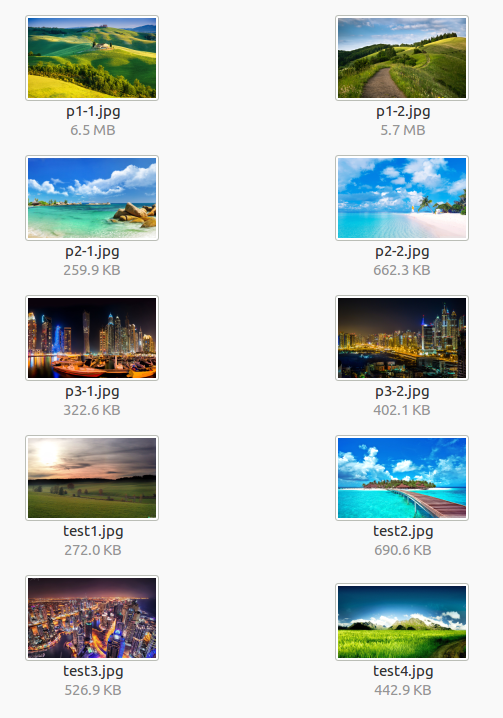 p1-1.jpg
6.5 MB
p1-2.jpg
5.7 MB
p2-1.jpg
259.9 KB
p2-2.jpg
662.3 KB
p3-1.jpg
322.6 KB
p3-2.jpg
402.1 KB
test1.jpg
272.0 KB
test2.jpg
690.6 KB
test3.jpg
526.9 KB
test4.jpg
442.9 KB